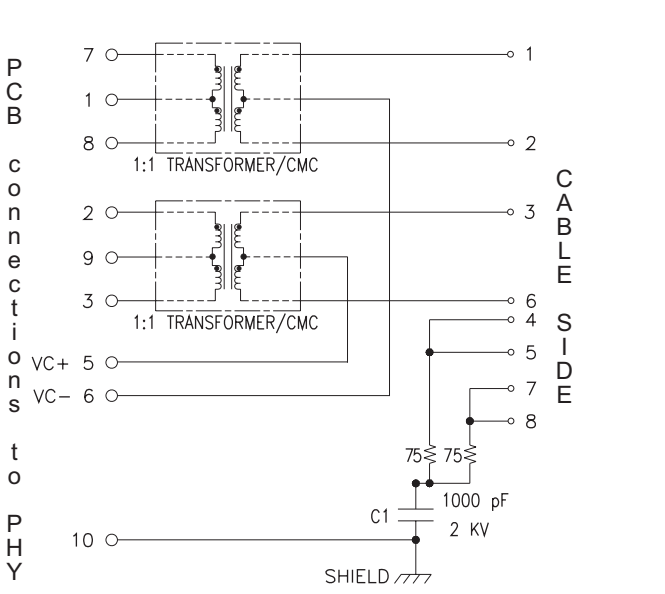 PCB connections to PHY
7
1
8
1:1 TRANSFORMER/CMC
1
2
2
9
3
1:1 TRANSFORMER/CMC
3
6
4
5
7
8
CABLE SIDE
VC+ 5
VC- 6
75
75
1000 pF
C1
2 KV
10
SHIELD